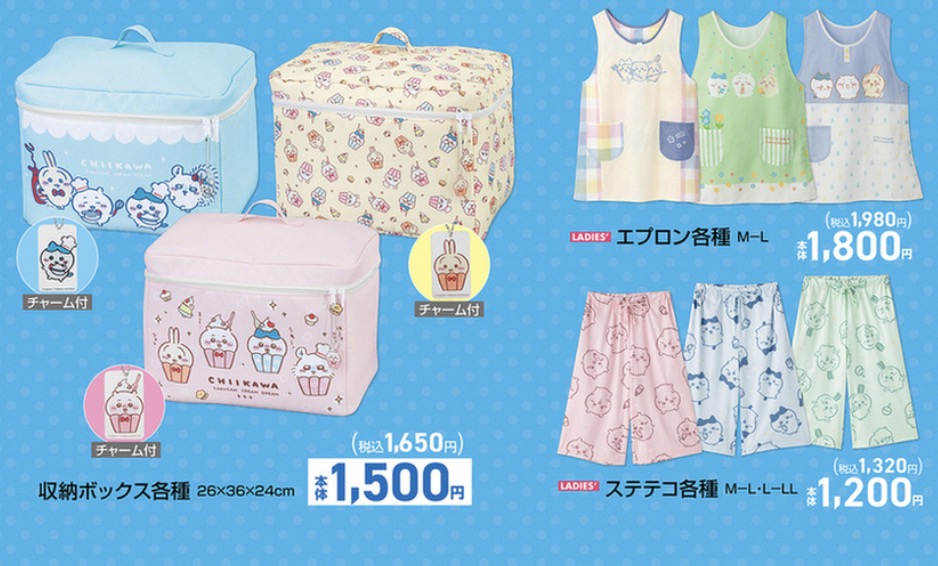 CHIIKAWA
チャーム付
チャーム付
CHIIKAWA
チャーム付
収納ボックス各種 26×36×24cm
(税込1,650円)
本体1,500円
LADIES' エプロン各種 M-L
(税込1,980円)
本体1,800円
LADIES' ステテコ各種 M-L・L-LL
(税込1,320円)
本体1,200円